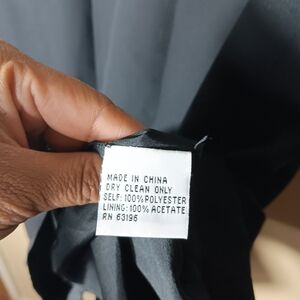 MADE IN CHINA
DRY CLEAN ONLY
SELF: 100% POLYESTER
LINING: 100% ACETATE
RN 63196